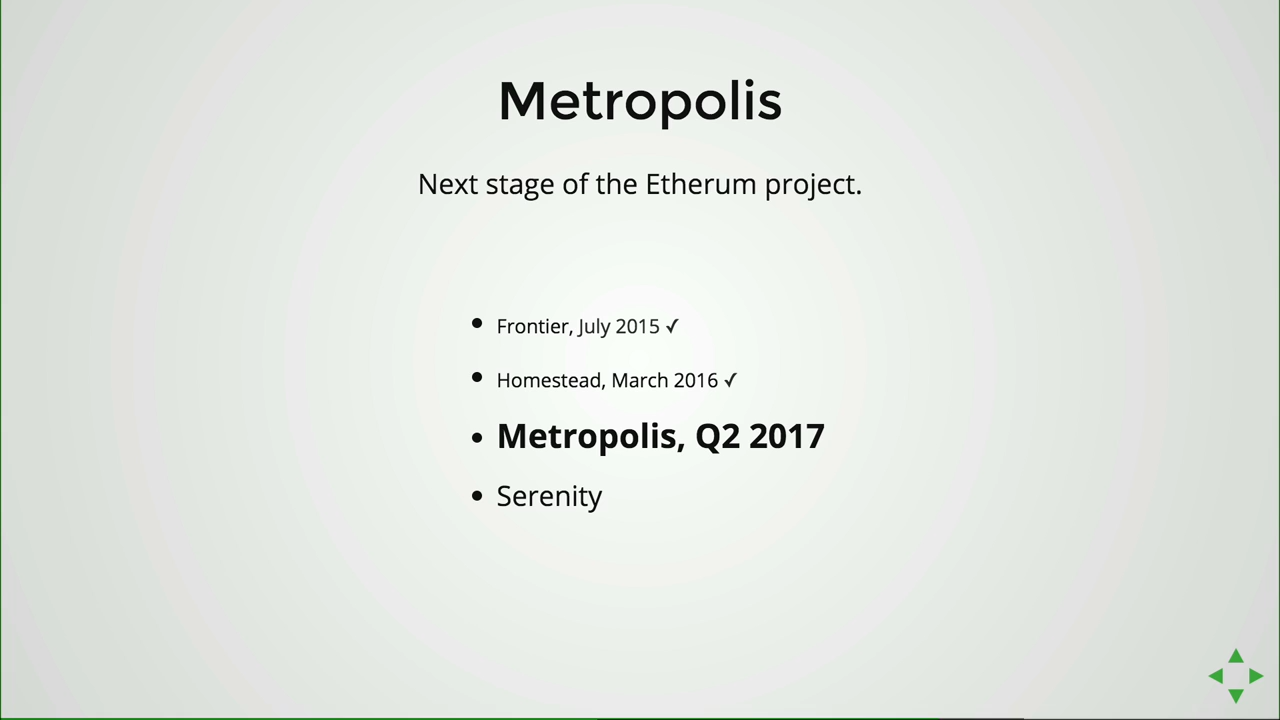 Metropolis
Next stage of the Etherum project.
• Frontier, July 2015 ✓
• Homestead, March 2016 ✓
• Metropolis, Q2 2017
• Serenity